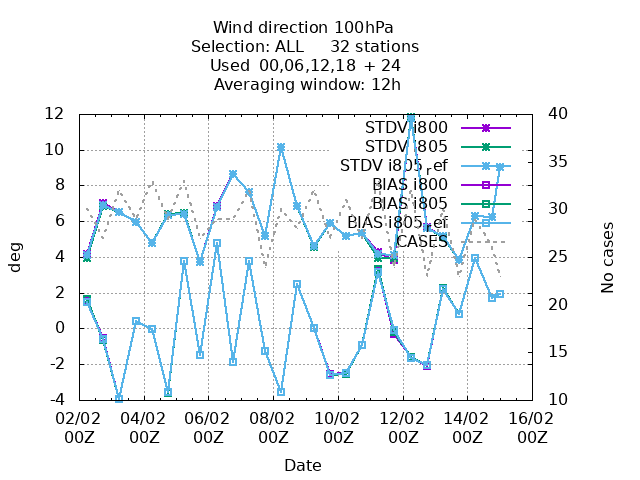 Wind direction 100hPa
Selection: ALL     32 stations
Used  00,06,12,18 + 24
Averaging window: 12h
12
10
8
6
4
2
0
-2
-4
deg
40
35
30
25
20
15
10
No cases
STDV i800
STDV i805
STDV i805ref
BIAS i800
BIAS i805
BIAS i805ref
CASES
02/02 04/02 06/02 08/02 10/02 12/02 14/02 16/02
00Z 00Z 00Z 00Z 00Z 00Z 00Z 00Z
Date